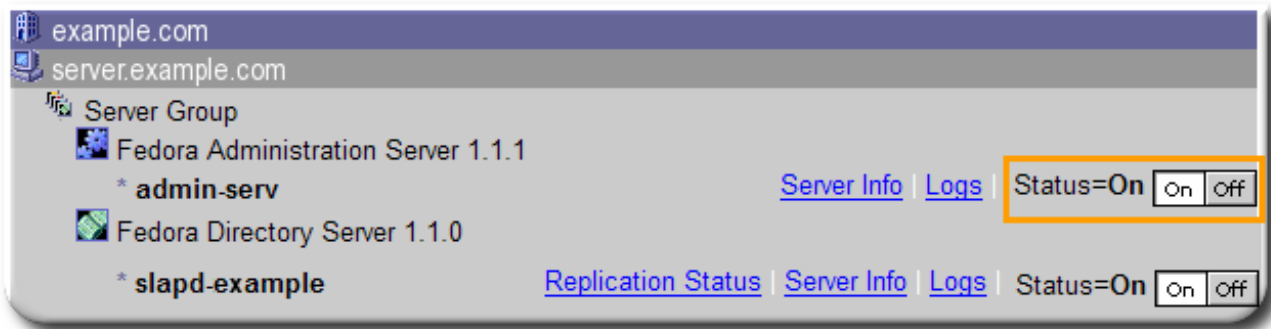 example.com
server.example.com
Server Group
Fedora Administration Server 1.1.1
* admin-serv Server Info | Logs | Status=On On Off
Fedora Directory Server 1.1.0
* slapd-example Replication Status | Server Info | Logs | Status=On On Off